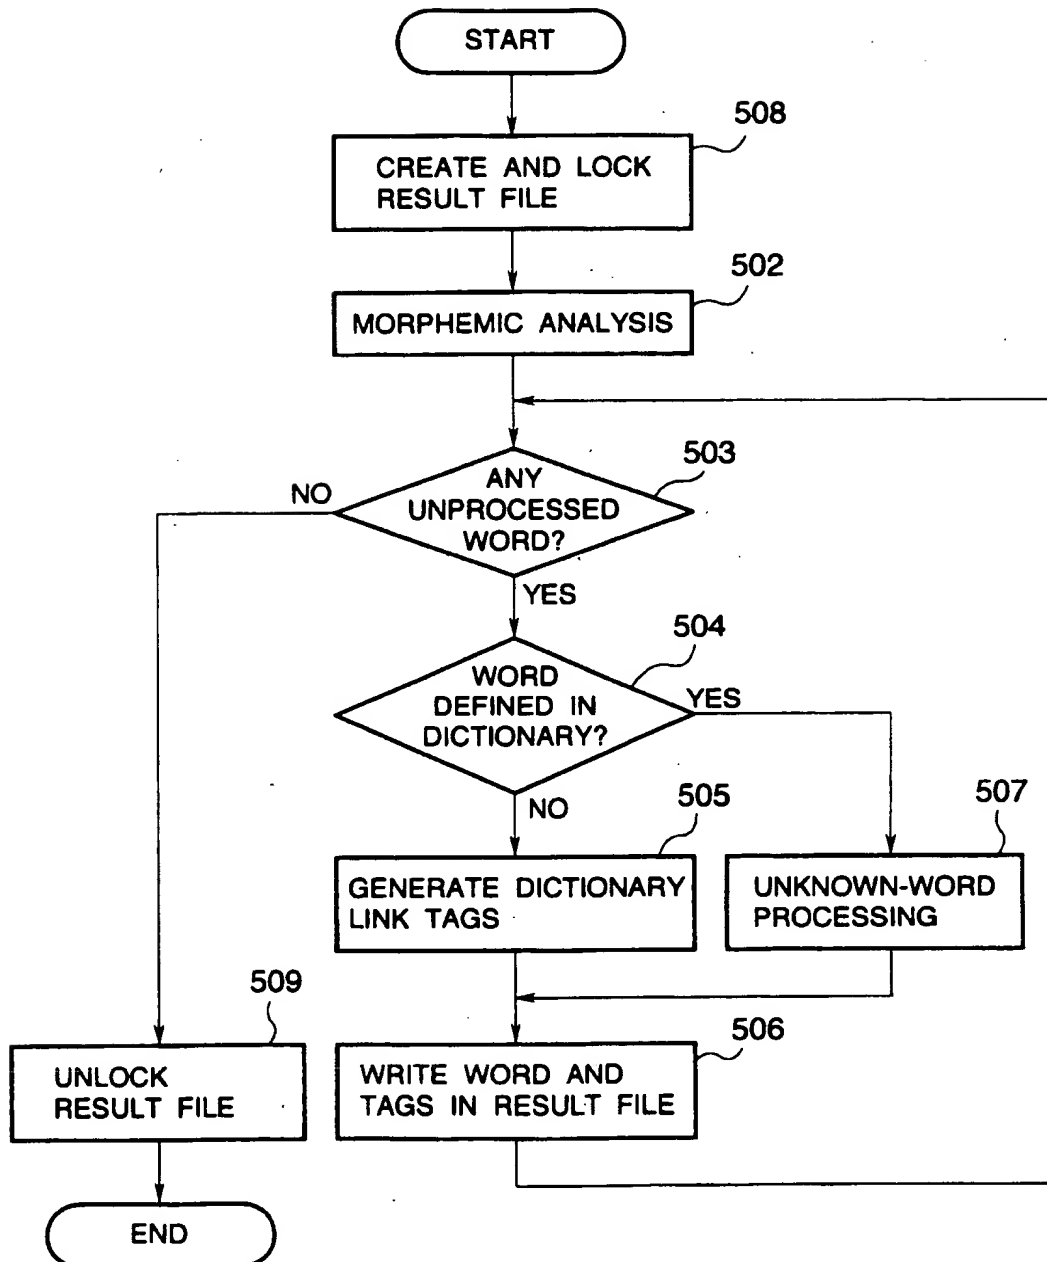 START
508
CREATE AND LOCK
RESULT FILE
502
MORPHEMIC ANALYSIS
503
ANY
UNPROCESSED
WORD?
NO
YES
504
WORD
DEFINED IN
DICTIONARY?
YES
NO
505
GENERATE DICTIONARY
LINK TAGS
507
UNKNOWN-WORD
PROCESSING
506
WRITE WORD AND
TAGS IN RESULT FILE
509
UNLOCK
RESULT FILE
END